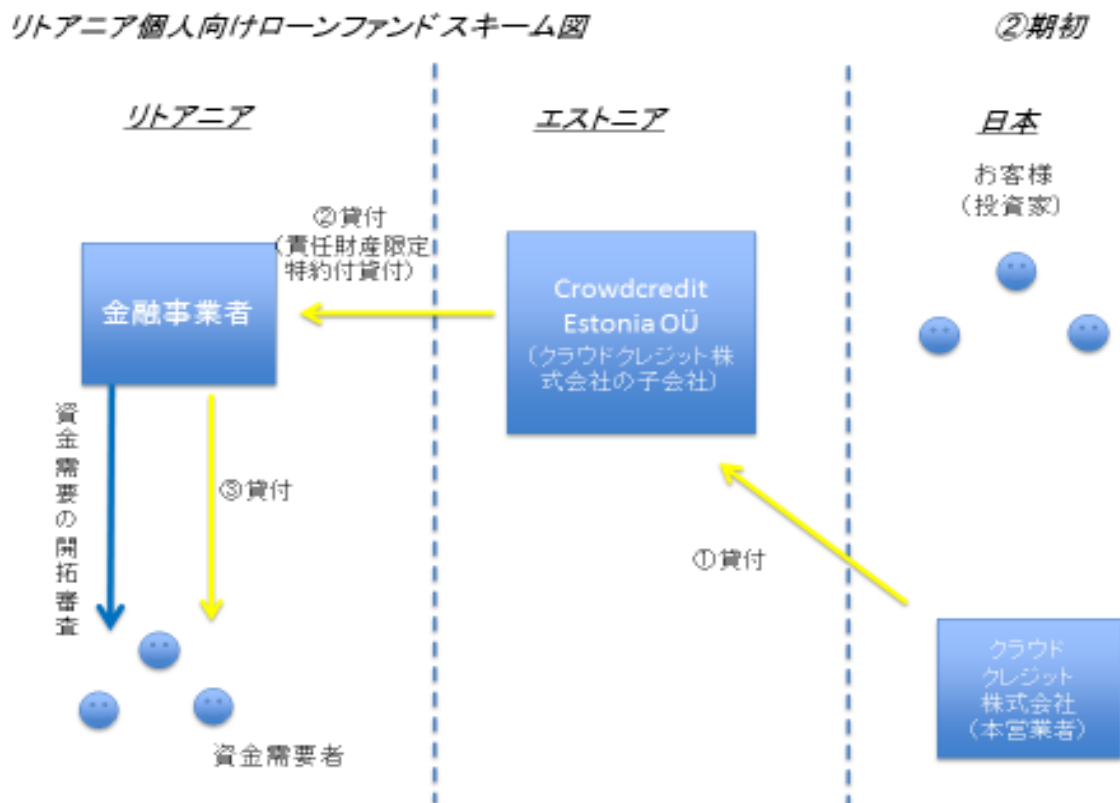 リトアニア個人向けローンファンド スキーム図
②期初
リトアニア
エストニア
日本
お客様
（投資家）
②貸付
（責任財産限定
特約付貸付）
金融事業者
Crowdcredit
Estonia OÜ
（クラウドクレジット株
式会社の子会社）
資金需要の開拓審査
③貸付
①貸付
クラウド
クレジット
株式会社
（本営業者）
資金需要者